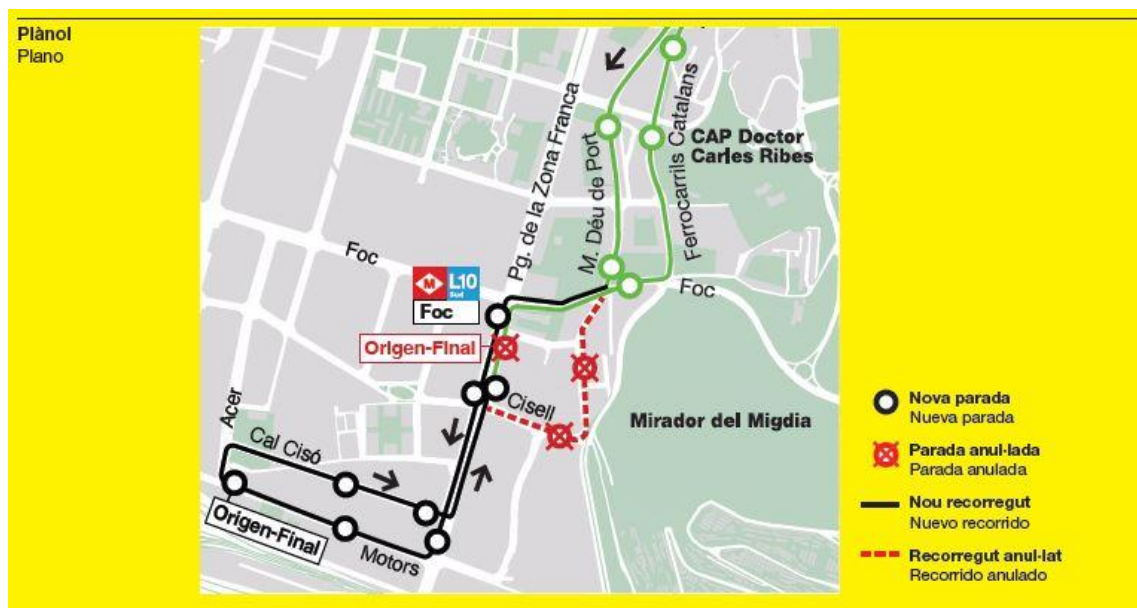 Plànol
Plano
Pg. de la Zona Franca
M. Déu de Port
Ferrocarrils Catalans
CAP Doctor
Carles Ribes
Foc
M
L10
Sud
Foc
Foc
Origen-Final
Acer
Cisell
Cal Cisó
Mirador del Migdia
Origen-Final
Motors
Nova parada
Nueva parada
Parada anul·lada
Parada anulada
Nou recorregut
Nuevo recorrido
Recorregut anul·lat
Recorrido anulado